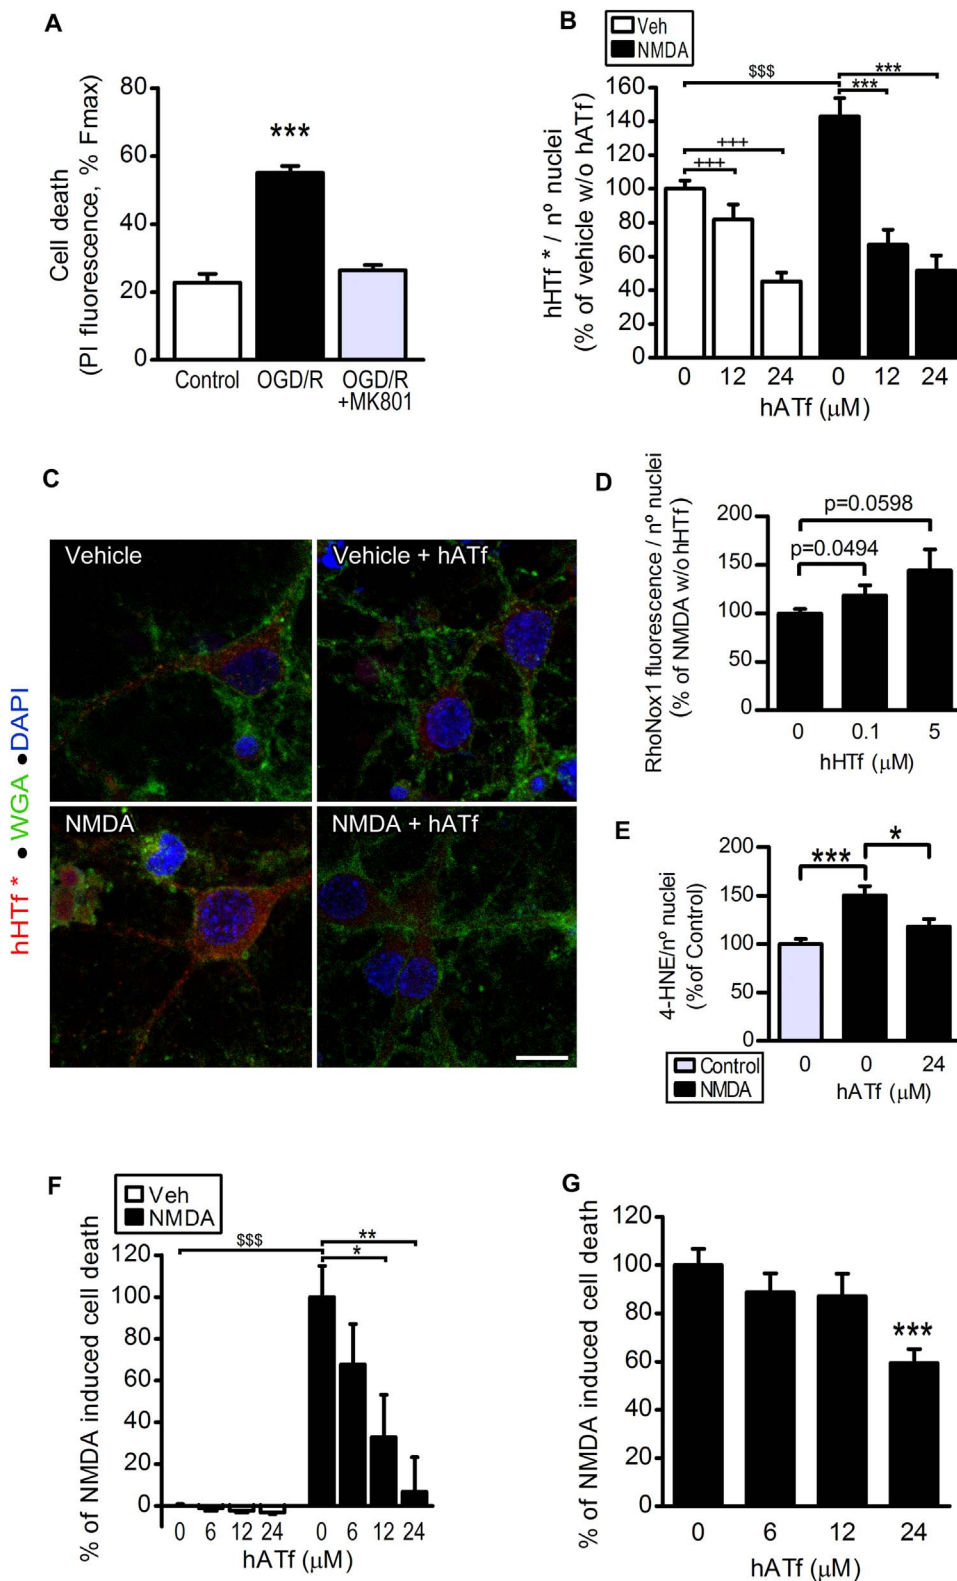 A
Cell death
(PI fluorescence, % Fmax)
80
60
40
20
0
***
Control
OGD/R
OGD/R
+MK801
B
Veh
NMDA
hHTf * / nº nuclei
(% of vehicle w/o hATf)
160
140
120
100
80
60
40
20
0
$$$
***
***
+++
+++
0 12 24 0 12 24
hATf (μM)
C
hHTf * • WGA • DAPI
Vehicle
Vehicle + hATf
NMDA
NMDA + hATf
D
RhoNox1 fluorescence / nº nuclei
(% of NMDA w/o hHTf)
200
150
100
50
0
p=0.0598
p=0.0494
0 0.1 5
hHTf (μM)
E
4-HNE/nº nuclei
(%of Control)
200
150
100
50
0
***
*
0 0 24
hATf (μM)
Control
NMDA
F
Veh
NMDA
% of NMDA induced cell death
120
100
80
60
40
20
0
$$$
**
*
0 6 12 24 0 6 12 24
hATf (μM)
G
% of NMDA induced cell death
120
100
80
60
40
20
0
***
0 6 12 24
hATf (μM)